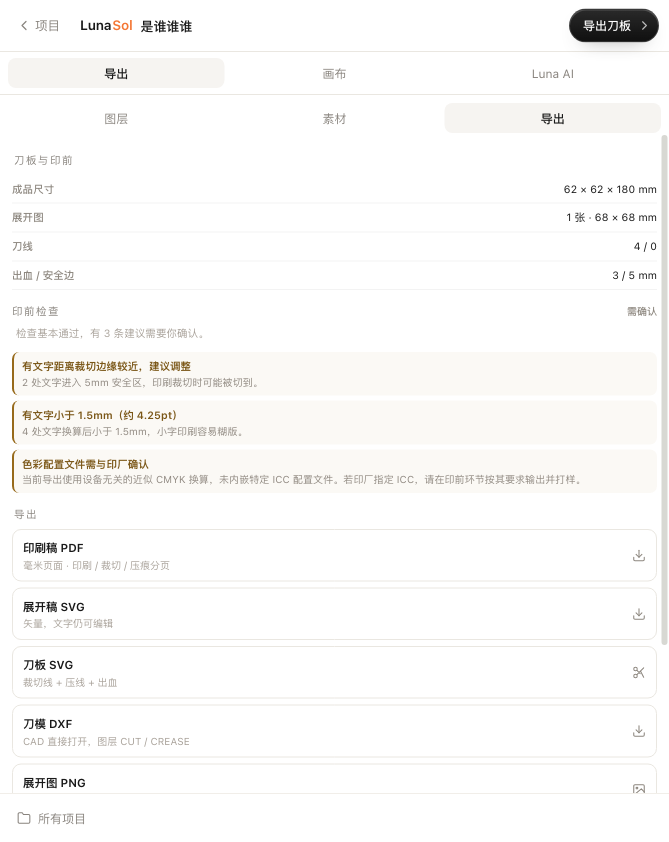 项目
LunaSol 是谁谁谁
导出刀板
导出
画布
Luna AI
图层
素材
导出
刀板与印前
成品尺寸 62 × 62 × 180 mm
展开图 1 张 · 68 × 68 mm
刀线 4 / 0
出血 / 安全边 3 / 5 mm
印前检查 需确认
检查基本通过，有 3 条建议需要你确认。
有文字距离裁切边缘较近，建议调整
2 处文字进入 5mm 安全区，印刷裁切时可能被切到。
有文字小于 1.5mm（约 4.25pt）
4 处文字换算后小于 1.5mm，小字印刷容易糊版。
色彩配置文件需与印厂确认
当前导出使用设备无关的近似 CMYK 换算，未内嵌特定 ICC 配置文件。若印厂指定 ICC，请在印前环节按其要求输出并打样。
导出
印刷稿 PDF
毫米页面 · 印刷 / 裁切 / 压痕分页
展开稿 SVG
矢量，文字仍可编辑
刀板 SVG
裁切线 + 压线 + 出血
刀模 DXF
CAD 直接打开，图层 CUT / CREASE
展开图 PNG
所有项目